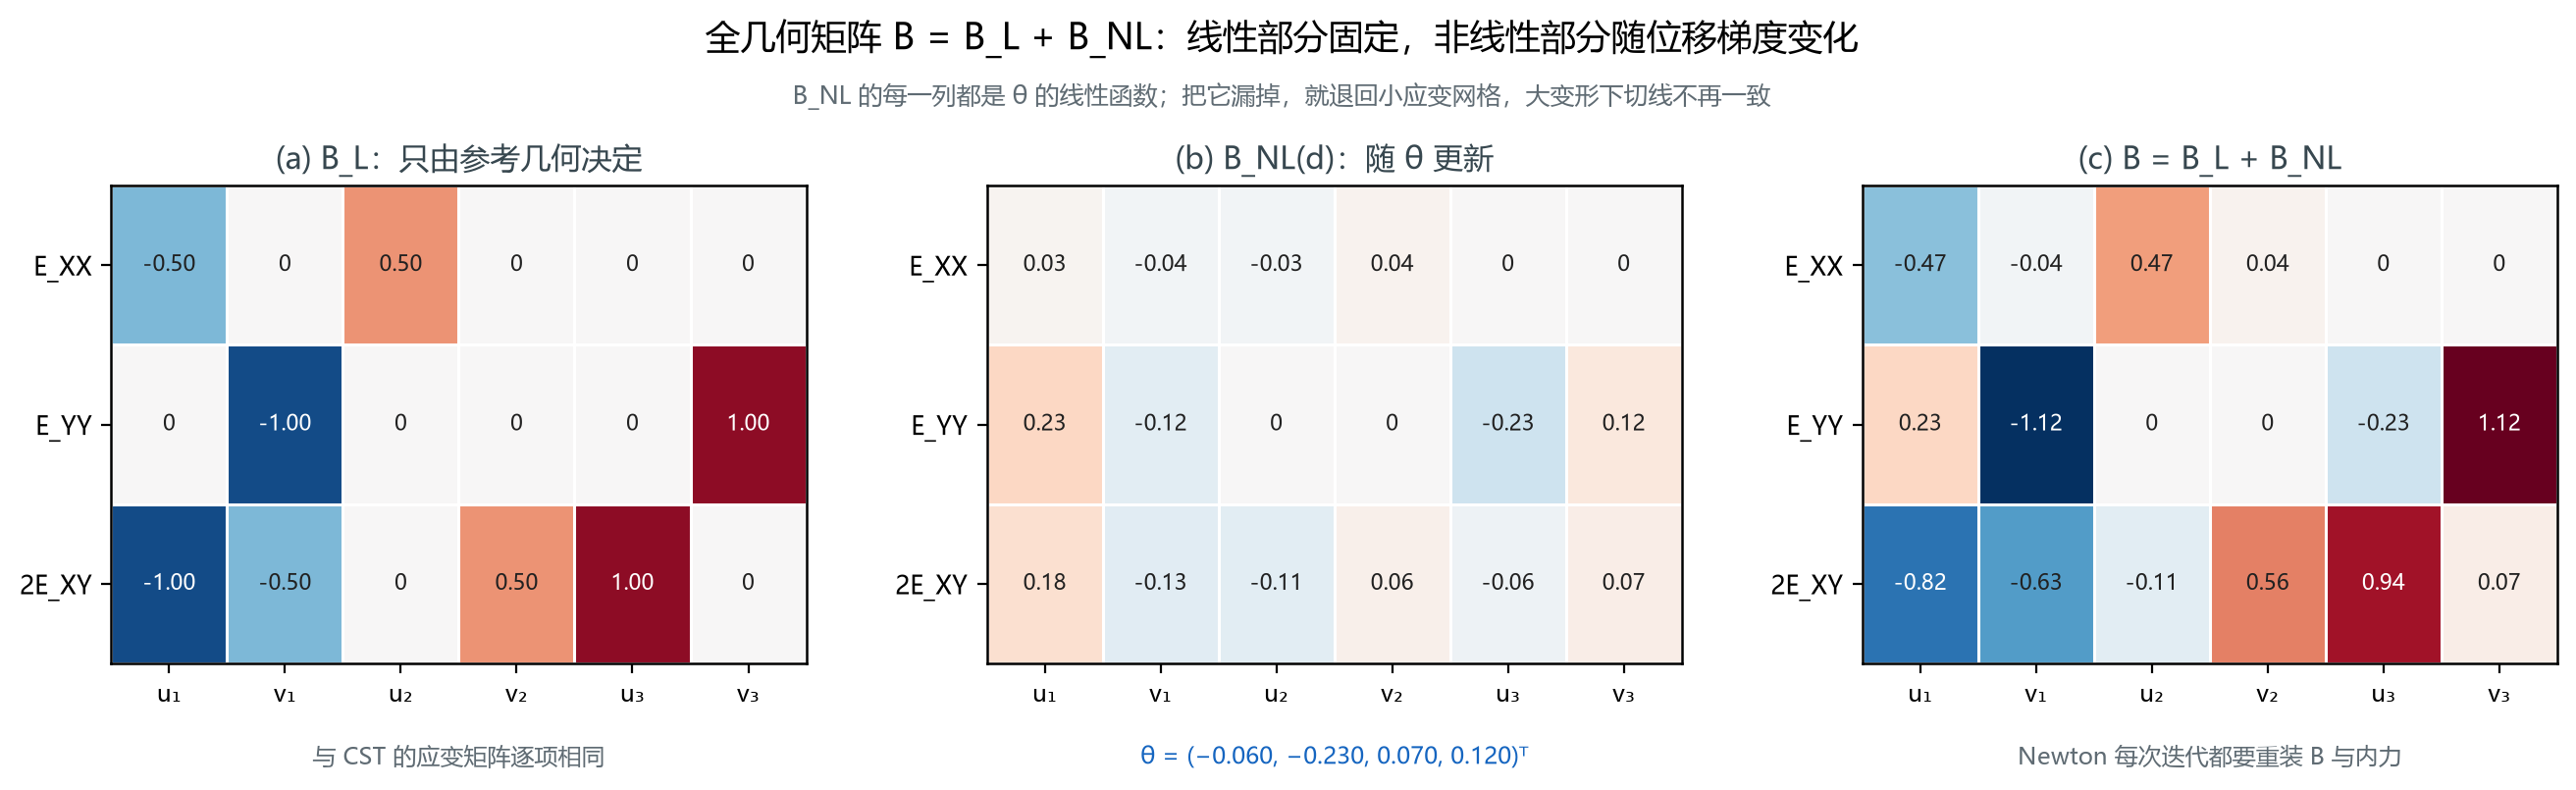 全几何矩阵 B = B_L + B_NL：线性部分固定，非线性部分随位移梯度变化
B_NL 的每一列都是 θ 的线性函数；把它漏掉，就退回小应变网格，大变形下切线不再一致
(a) B_L：只由参考几何决定
E_XX -0.50 0 0.50 0 0 0
E_YY 0 -1.00 0 0 0 1.00
2E_XY -1.00 -0.50 0 0.50 1.00 0
u₁ v₁ u₂ v₂ u₃ v₃
与 CST 的应变矩阵逐项相同
(b) B_NL(d)：随 θ 更新
E_XX 0.03 -0.04 -0.03 0.04 0 0
E_YY 0.23 -0.12 0 0 -0.23 0.12
2E_XY 0.18 -0.13 -0.11 0.06 -0.06 0.07
u₁ v₁ u₂ v₂ u₃ v₃
θ = (−0.060, −0.230, 0.070, 0.120)ᵀ
(c) B = B_L + B_NL
E_XX -0.47 -0.04 0.47 0.04 0 0
E_YY 0.23 -1.12 0 0 -0.23 1.12
2E_XY -0.82 -0.63 -0.11 0.56 0.94 0.07
u₁ v₁ u₂ v₂ u₃ v₃
Newton 每次迭代都要重装 B 与内力